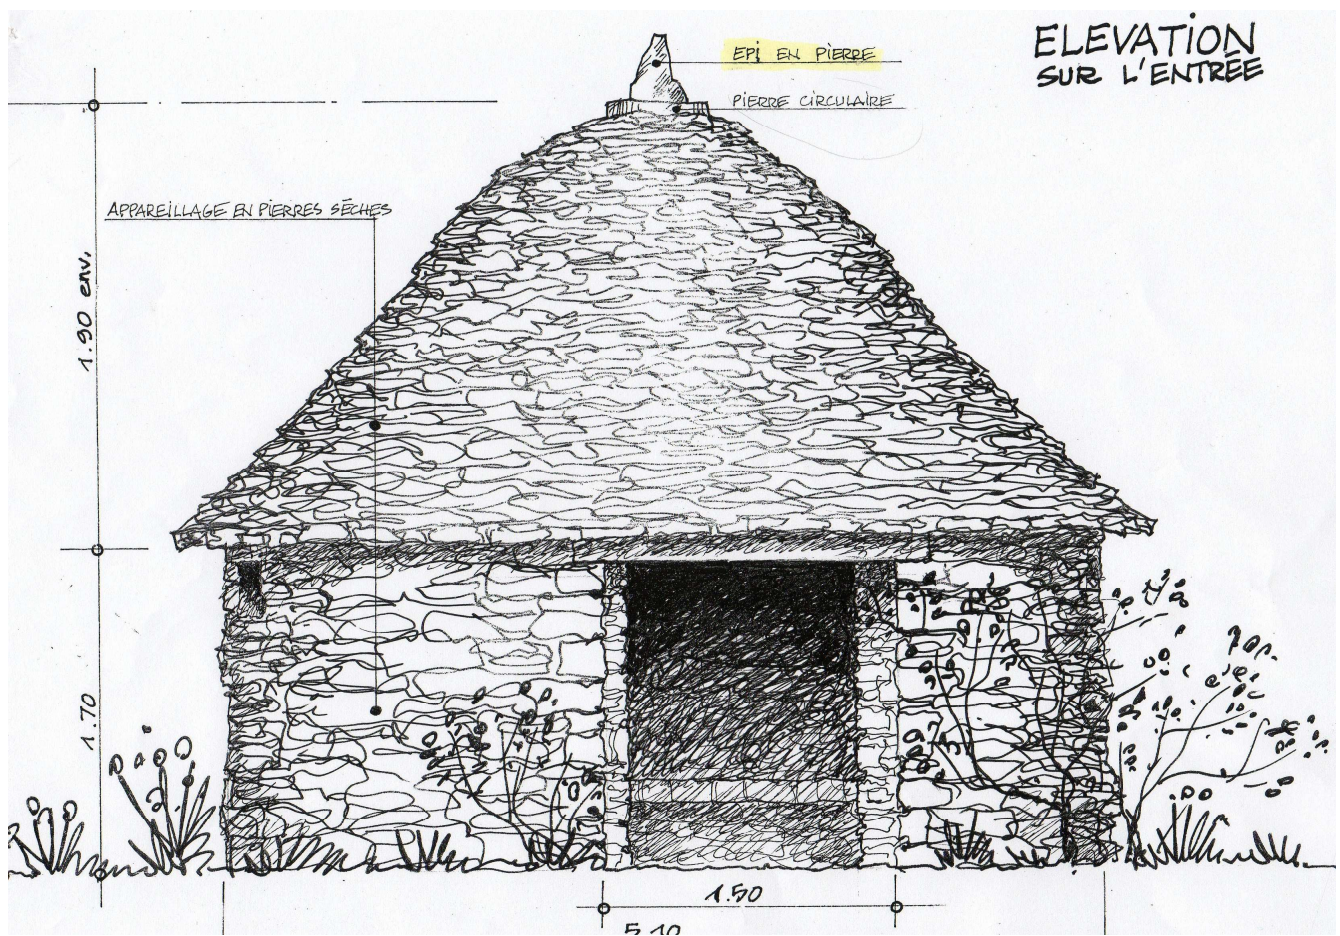 ELEVATION
SUR L'ENTRÉE
EPI EN PIERRE
PIERRE CIRCULAIRE
APPAREILLAGE EN PIERRES SÈCHES
1.90 env.
1.70
1.50